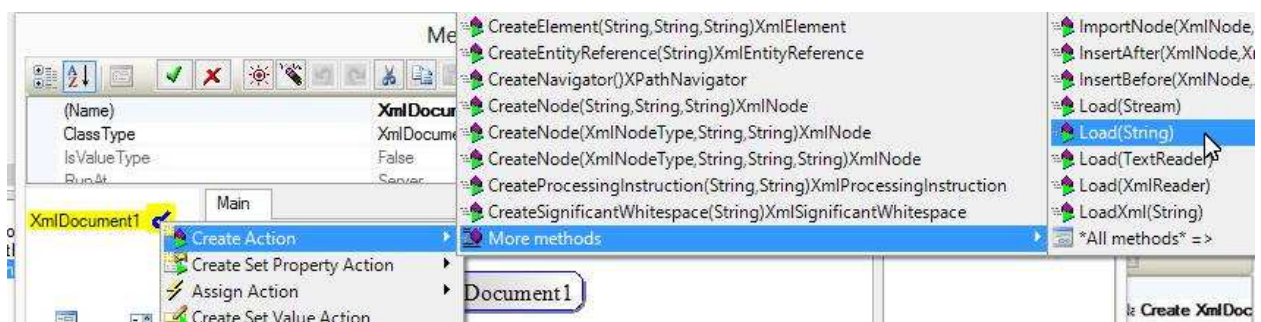 Me
(Name) XmlDocur
ClassType XmlDocume
IsValueType False
RunAt Server
Main
XmlDocument1
Create Action
Create Set Property Action
Assign Action
Create Set Value Action
CreateElement(String,String,String)XmlElement
CreateEntityReference(String)XmlEntityReference
CreateNavigator()XPathNavigator
CreateNode(String,String,String)XmlNode
CreateNode(XmlNodeType,String,String)XmlNode
CreateNode(XmlNodeType,String,String,String)XmlNode
CreateProcessingInstruction(String,String)XmlProcessingInstruction
CreateSignificantWhitespace(String)XmlSignificantWhitespace
More methods
Document1
ImportNode(XmlNode,
InsertAfter(XmlNode,X
InsertBefore(XmlNode,
Load(Stream)
Load(String)
Load(TextReader)
Load(XmlReader)
LoadXml(String)
*All methods* =>
Create XmlDoc